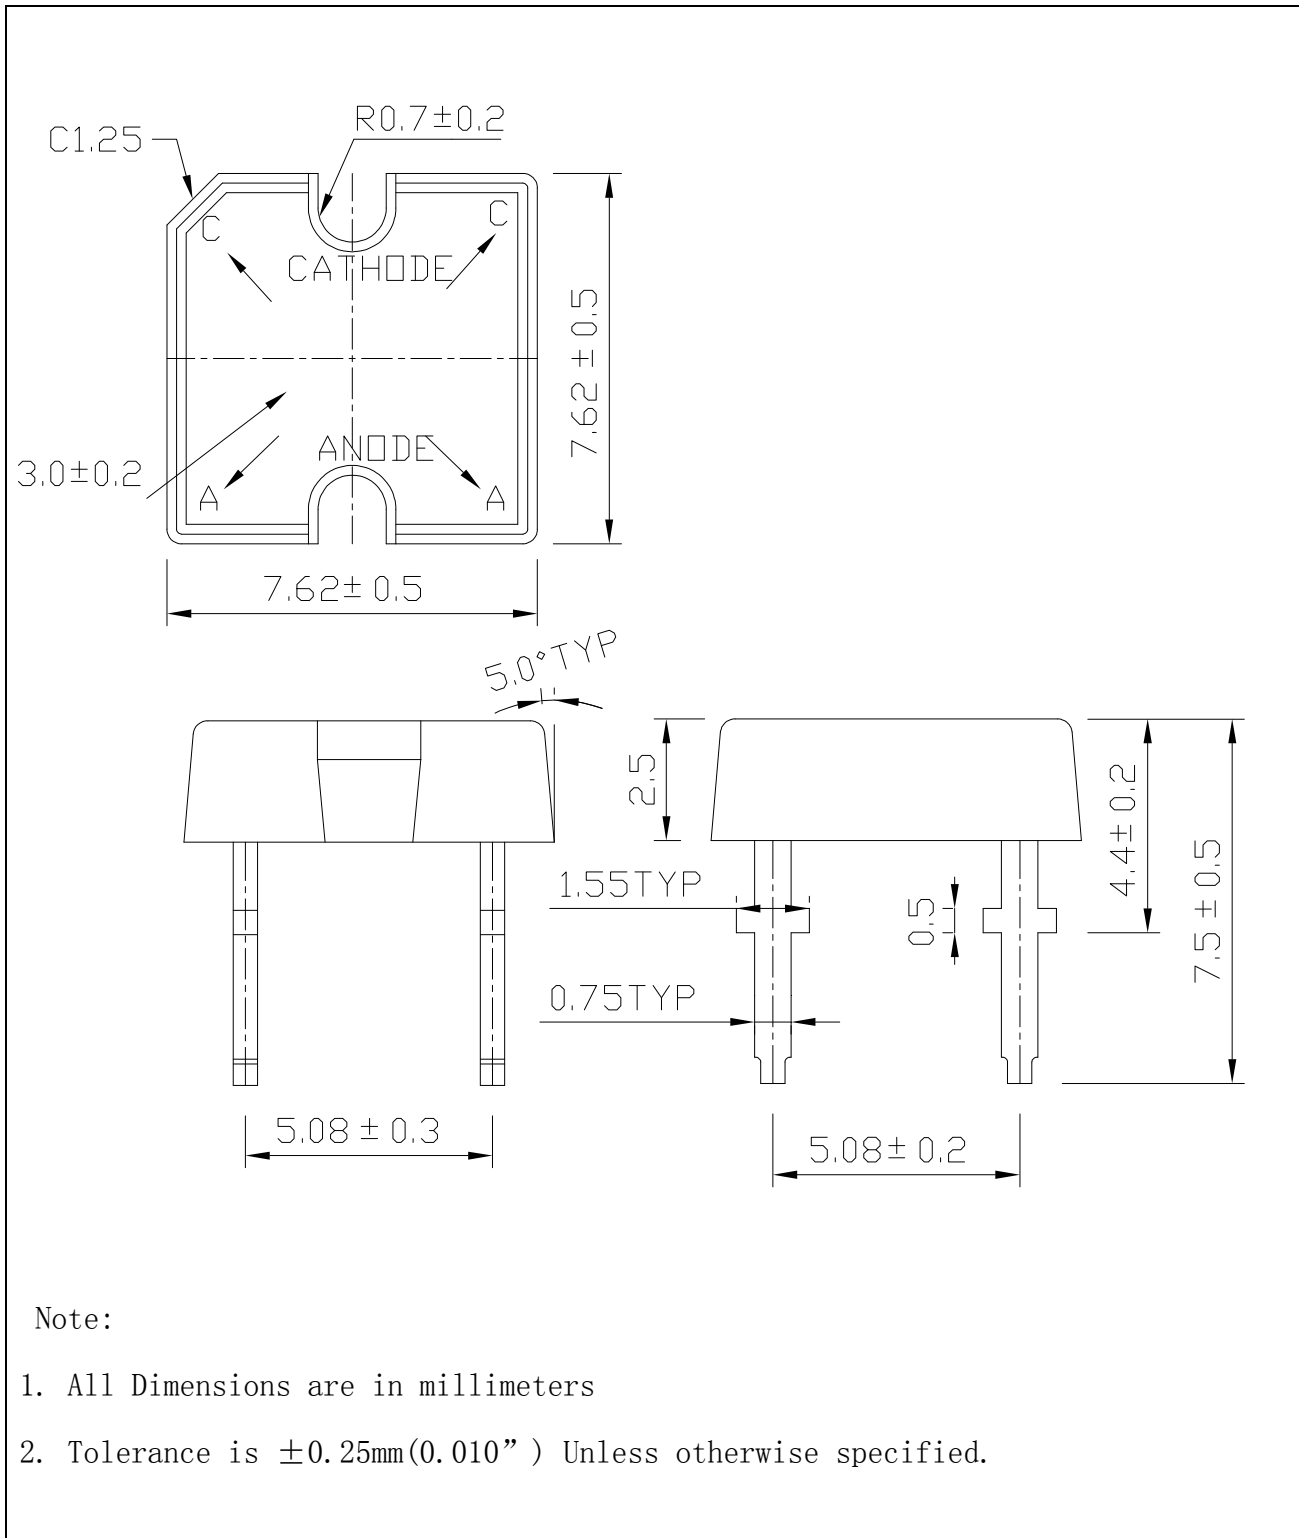 C1.25
R0.7±0.2
C
C
CATHODE
7.62±0.5
3.0±0.2
ANODE
A
A
7.62±0.5
5.0°TYP
2.5
4.4±0.2
7.5±0.5
1.55TYP
0.5
0.75TYP
5.08±0.3
5.08±0.2
Note:
1. All Dimensions are in millimeters
2. Tolerance is ±0.25mm(0.010”) Unless otherwise specified.